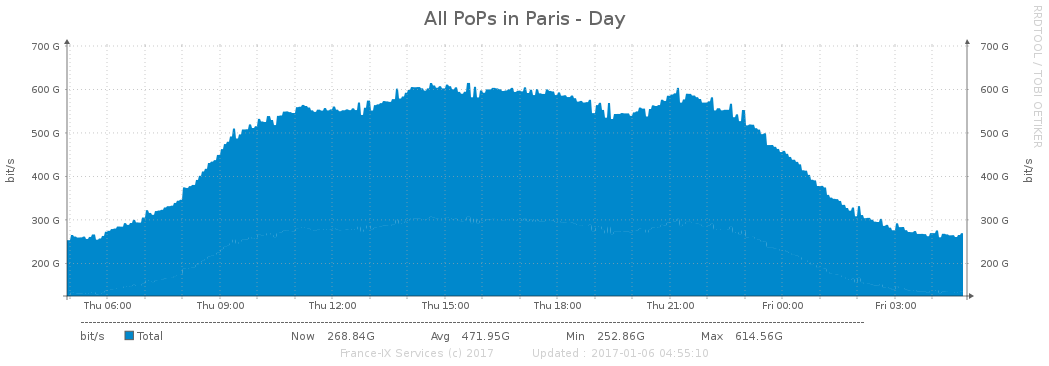 All PoPs in Paris - Day
RRDTOOL / TOBI OETIKER
bit/s
700 G
600 G
500 G
400 G
300 G
200 G
700 G
600 G
500 G
400 G
300 G
200 G
bit/s
Thu 06:00 Thu 09:00 Thu 12:00 Thu 15:00 Thu 18:00 Thu 21:00 Fri 00:00 Fri 03:00
bit/s Total Now 268.84G Avg 471.95G Min 252.86G Max 614.56G
France-IX Services (c) 2017 Updated : 2017-01-06 04:55:10